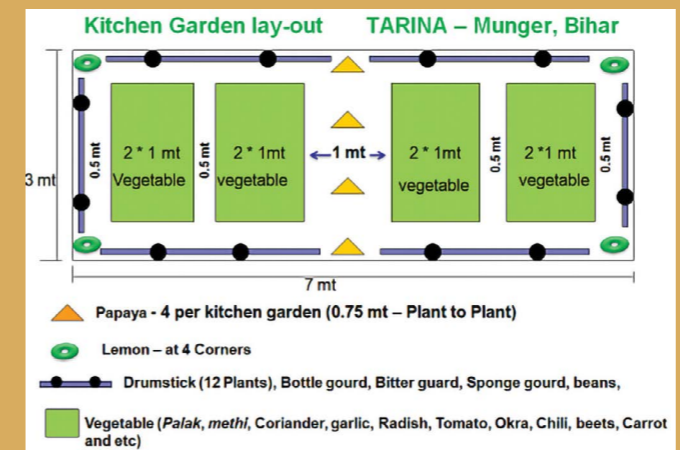 Kitchen Garden lay-out TARINA – Munger, Bihar
3 mt
0.5 mt
2 * 1 mt
Vegetable
0.5 mt
2 * 1mt
vegetable
1 mt
2 * 1mt
vegetable
0.5 mt
2 *1 mt
vegetable
0.5 mt
7 mt
Papaya - 4 per kitchen garden (0.75 mt – Plant to Plant)
Lemon – at 4 Corners
Drumstick (12 Plants), Bottle gourd, Bitter guard, Sponge gourd, beans,
Vegetable (Palak, methi, Coriander, garlic, Radish, Tomato, Okra, Chili, beets, Carrot
and etc)